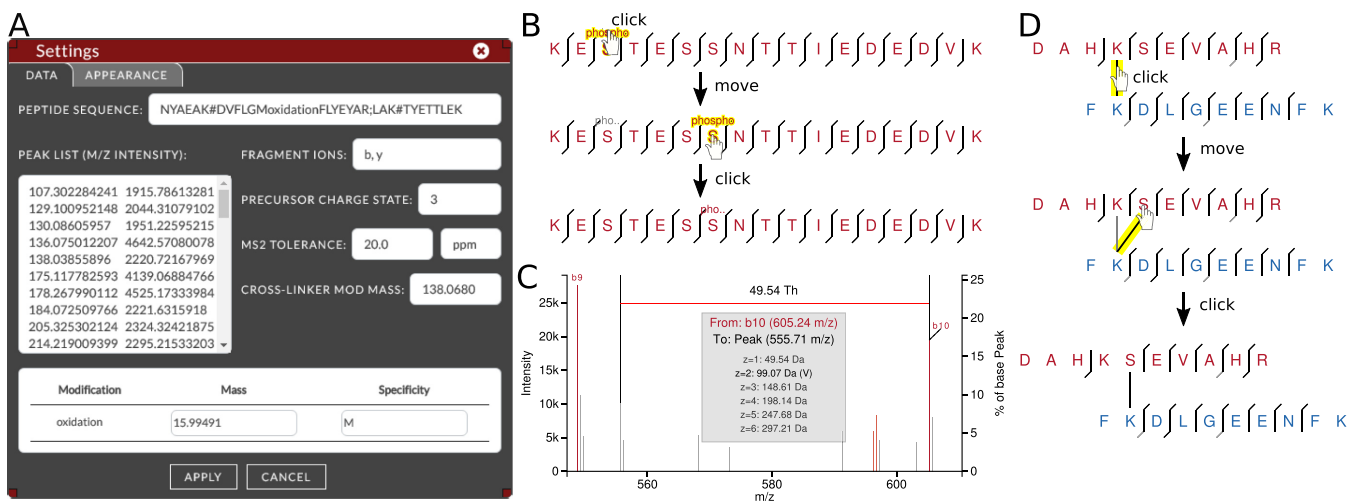 A
Settings
DATA
APPEARANCE
PEPTIDE SEQUENCE:
NYAEAK#DVFLGMoxidationFLYEYAR;LAK#TYETTLEK
PEAK LIST (M/Z INTENSITY):
107.302284241 1915.78613281
129.100952148 2044.31079102
130.08605957 1951.22595215
136.075012207 4642.57080078
138.03855896 2220.72167969
175.117782593 4139.06884766
178.267990112 4525.17333984
184.072509766 2221.6315918
205.325302124 2324.32421875
214.219009399 2295.21533203
FRAGMENT IONS:
b, y
PRECURSOR CHARGE STATE:
3
MS2 TOLERANCE:
20.0
ppm
CROSS-LINKER MOD MASS:
138.0680
Modification Mass Specificity
oxidation 15.99491 M
APPLY
CANCEL
B
click
phospho
K E S T E S S N T T I E D E D V K
move
pho..
phospho
K E S T E S S N T T I E D E D V K
click
pho..
K E S T E S S N T T I E D E D V K
C
b9
49.54 Th
b10
From: b10 (605.24 m/z)
To: Peak (555.71 m/z)
z=1: 49.54 Da
z=2: 99.07 Da (V)
z=3: 148.61 Da
z=4: 198.14 Da
z=5: 247.68 Da
z=6: 297.21 Da
Intensity
25k
20k
15k
10k
5k
0
25
20
15
10
5
0
% of base Peak
560
580
600
m/z
D
D A H K S E V A H R
click
F K D L G E E N F K
move
D A H K S E V A H R
F K D L G E E N F K
click
D A H K S E V A H R
F K D L G E E N F K